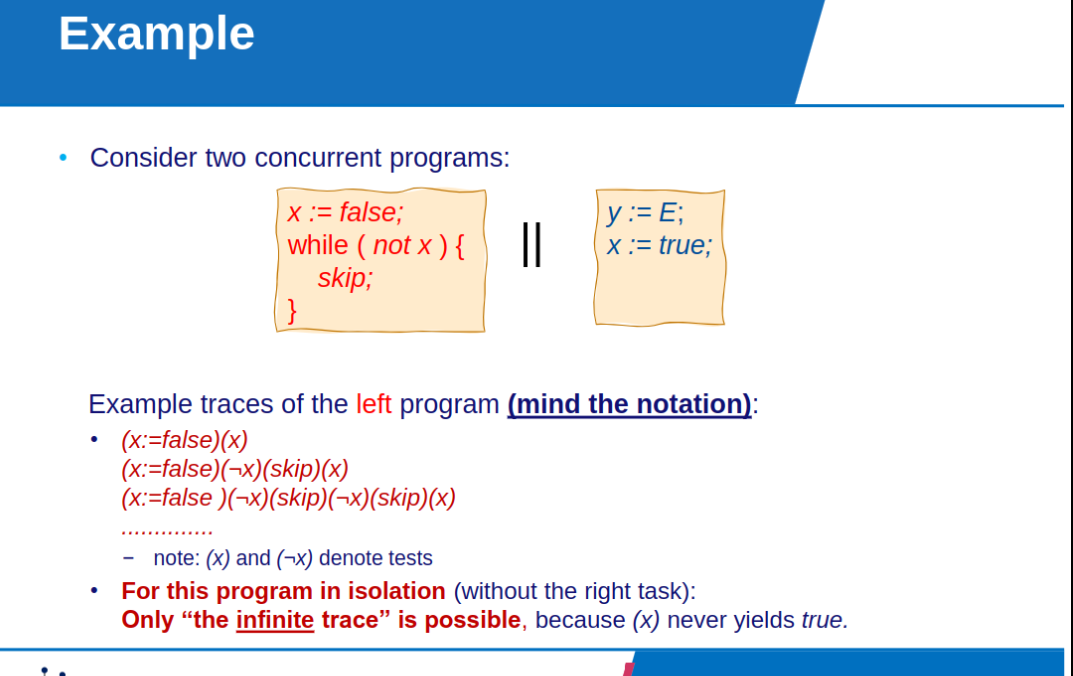 Example
• Consider two concurrent programs:
x := false;
while ( not x ) {
skip;
}
||
y := E;
x := true;
Example traces of the left program (mind the notation):
• (x:=false)(x)
(x:=false)(¬x)(skip)(x)
(x:=false )(¬x)(skip)(¬x)(skip)(x)
..............
– note: (x) and (¬x) denote tests
• For this program in isolation (without the right task):
Only “the infinite trace” is possible, because (x) never yields true.